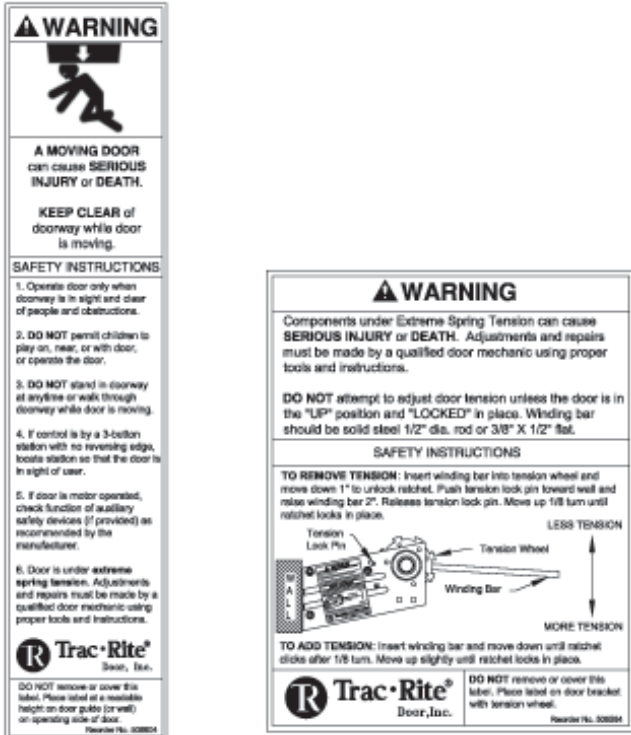 WARNING
A MOVING DOOR
can cause SERIOUS
INJURY or DEATH.
KEEP CLEAR of
doorway while door
is moving.
SAFETY INSTRUCTIONS
1. Operate door only when
doorway is in sight and clear
of people and obstructions.
2. DO NOT permit children to
play on, near, or with door,
or operate the door.
3. DO NOT stand in doorway
at anytime or walk through
doorway while door is moving.
4. If control is by a 3-button
station with no reversing edge,
locate station so that the door is
in sight of user.
5. If door is motor operated,
check function of auxiliary
safety devices (if provided) as
recommended by the
manufacturer.
6. Door is under extreme
spring tension. Adjustments
and repairs must be made by a
qualified door mechanic using
proper tools and instructions.
R Trac•Rite®
Door, Inc.
DO NOT remove or cover this
label. Place label at a readable
height on door guide (or wall)
on operating side of door.
Reorder No.
WARNING
Components under Extreme Spring Tension can cause
SERIOUS INJURY or DEATH. Adjustments and repairs
must be made by a qualified door mechanic using proper
tools and instructions.
DO NOT attempt to adjust door tension unless the door is in
the "UP" position and "LOCKED" in place. Winding bar
should be solid steel 1/2" dia. rod or 3/8" X 1/2" flat.
SAFETY INSTRUCTIONS
TO REMOVE TENSION: Insert winding bar into tension wheel and
move down 1" to unlock ratchet. Push tension lock pin toward wall and
raise winding bar 2". Release tension lock pin. Move up 1/8 turn until
ratchet locks in place.
LESS TENSION
Tension
Lock Pin
Tension Wheel
WALL
Winding Bar
MORE TENSION
TO ADD TENSION: Insert winding bar and move down until ratchet
clicks after 1/8 turn. Move up slightly until ratchet locks in place.
R Trac•Rite®
Door,Inc.
DO NOT remove or cover this
label. Place label on door bracket
with tension wheel.
Reorder No.